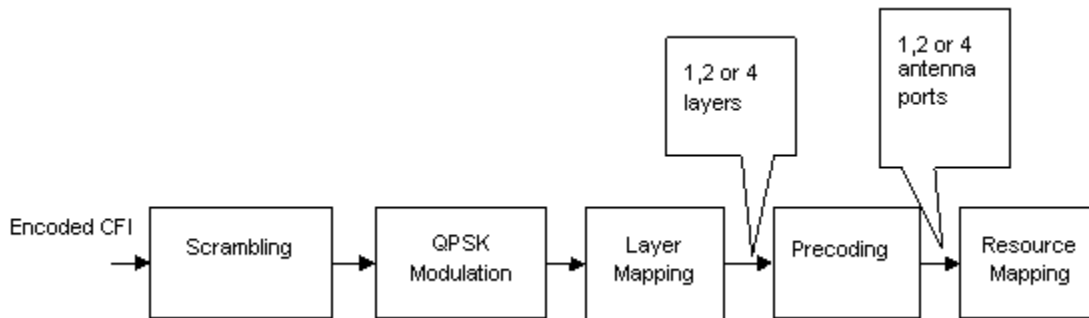 1,2 or 4
layers
1,2 or 4
antenna
ports
Encoded CFI
Scrambling
QPSK
Modulation
Layer
Mapping
Precoding
Resource
Mapping